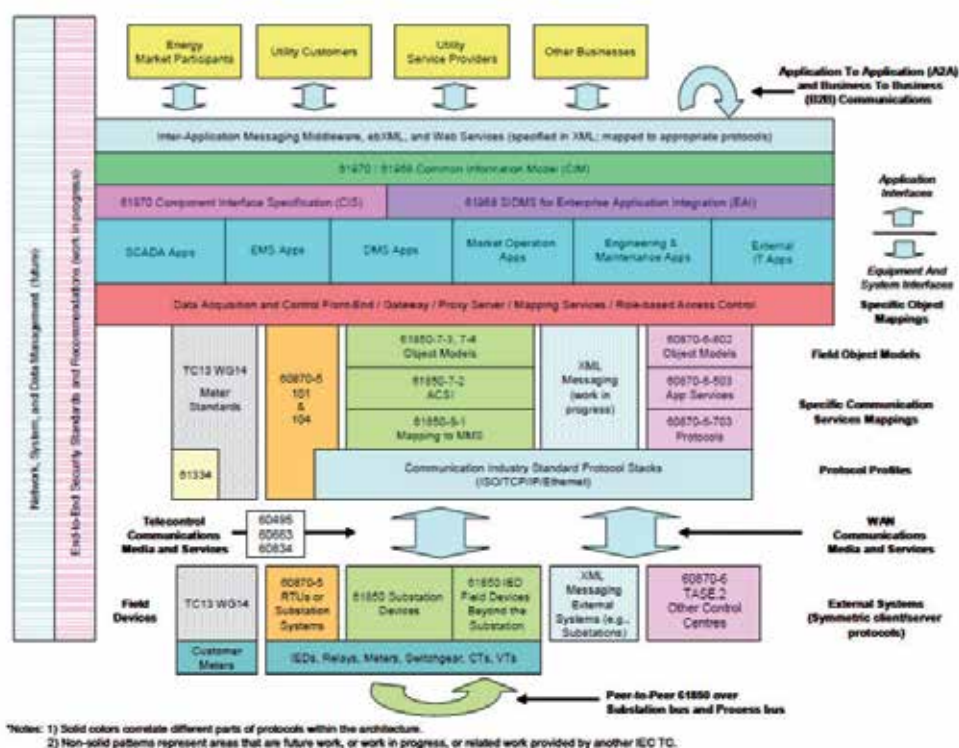 Energy
Market Participants
Utility Customers
Utility
Service Providers
Other Businesses
Application To Application (A2A)
and Business To Business
(B2B) Communications
Inter-Application Messaging Middleware, ebXML, and Web Services (specified in XML; mapped to appropriate protocols)
61970 / 61968 Common Information Model (CIM)
61970 Component Interface Specification (CIS)
61968 SIDMS for Enterprise Application Integration (EAI)
Application
Interfaces
SCADA Apps
EMS Apps
DMS Apps
Market Operation
Apps
Engineering &
Maintenance Apps
External
IT Apps
Equipment And
System Interfaces
Data Acquisition and Control Front-End / Gateway / Proxy Server / Mapping Services / Role-based Access Control
Specific Object
Mappings
Network, System, and Data Management (future)
End-to-End Security Standards and Recommendations (work in progress)
TC13 WG14
Meter
Standards
60870-5
101
&
104
61850-7-3, 7-4
Object Models
61850-7-2
ACSI
61850-8-1
Mapping to MMS
XML
Messaging
(work in
progress)
60870-6-802
Object Models
60870-6-503
App Services
60870-6-703
Protocols
Field Object Models
Specific Communication
Services Mappings
61334
Communication Industry Standard Protocol Stacks
(ISO/TCP/IP/Ethernet)
Protocol Profiles
Telecontrol
Communications
Media and Services
60495
60663
60834
WAN
Communications
Media and Services
Field
Devices
TC13 WG14
60870-5
RTUs or
Substation
Systems
61850 Substation
Devices
61850 IED
Field Devices
Beyond the
Substation
XML
Messaging
External
Systems (e.g.,
Substations)
60870-6
TASE.2
Other Control
Centres
External Systems
(Symmetric client/server
protocols)
Customer
Meters
IEDs, Relays, Meters, Switchgear, CTs, VTs
Peer-to-Peer 61850 over
Substation bus and Process bus
*Notes: 1) Solid colors correlate different parts of protocols within the architecture.
2) Non-solid patterns represent areas that are future work, or work in progress, or related work provided by another IEC TC.